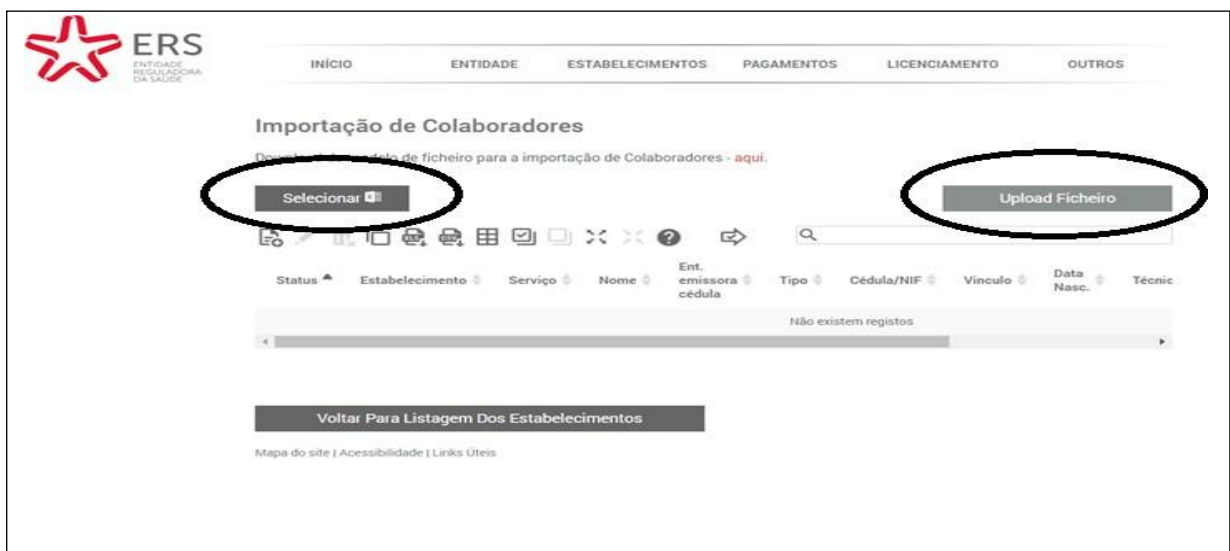 ERS
ENTIDADE
REGULADORA
DA SAÚDE
INÍCIO ENTIDADE ESTABELECIMENTOS PAGAMENTOS LICENCIAMENTO OUTROS
Importação de Colaboradores
de ficheiro para a importação de Colaboradores - aqui.
Selecionar Upload Ficheiro
Status Estabelecimento Serviço Nome Ent. emissora cédula Tipo Cédula/NIF Vinculo Data Nasc. Técnic
Não existem registos
Voltar Para Listagem Dos Estabelecimentos
Mapa do site | Acessibilidade | Links Úteis